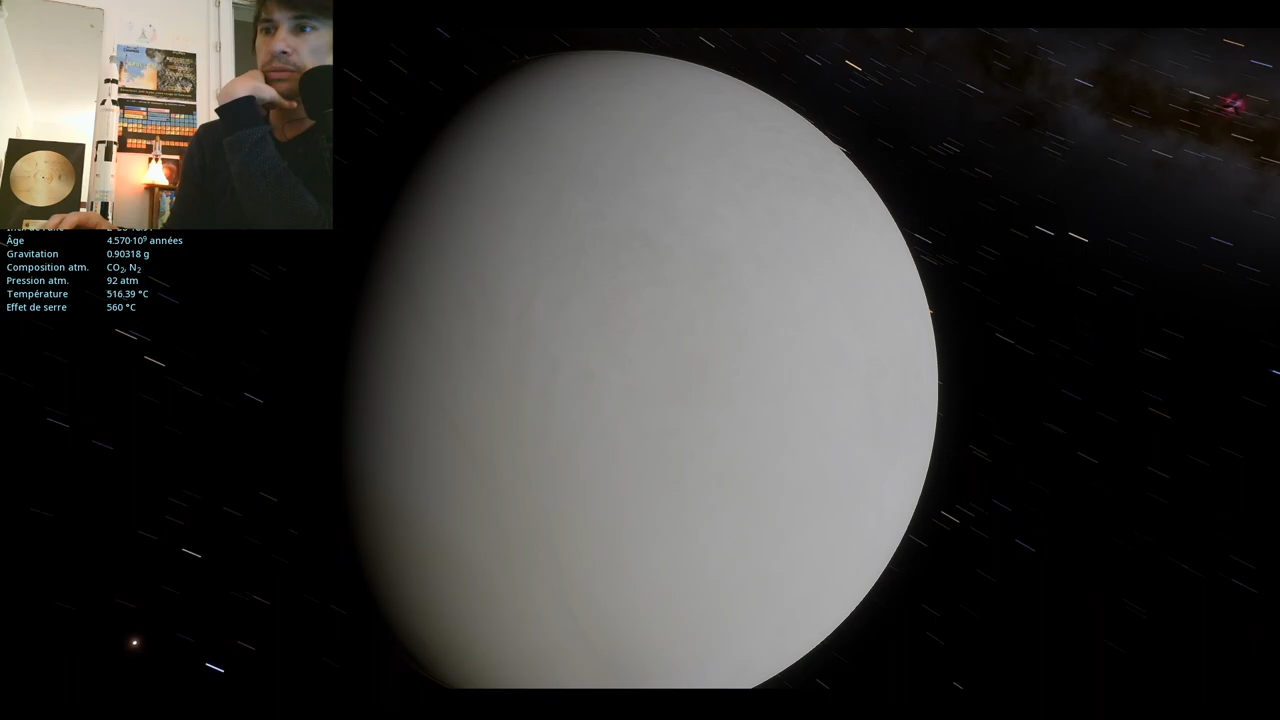 Âge 4.570·10⁹ années
Gravitation 0.90318 g
Composition atm. CO₂, N₂
Pression atm. 92 atm
Température 516.39 °C
Effet de serre 560 °C